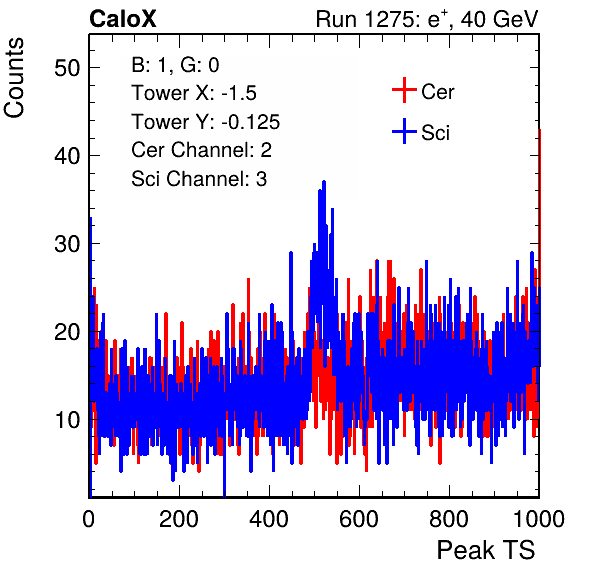 CaloX Run 1275: e+, 40 GeV
Counts
B: 1, G: 0
Tower X: -1.5
Tower Y: -0.125
Cer Channel: 2
Sci Channel: 3
Cer
Sci
50
40
30
20
10
0 200 400 600 800 1000
Peak TS